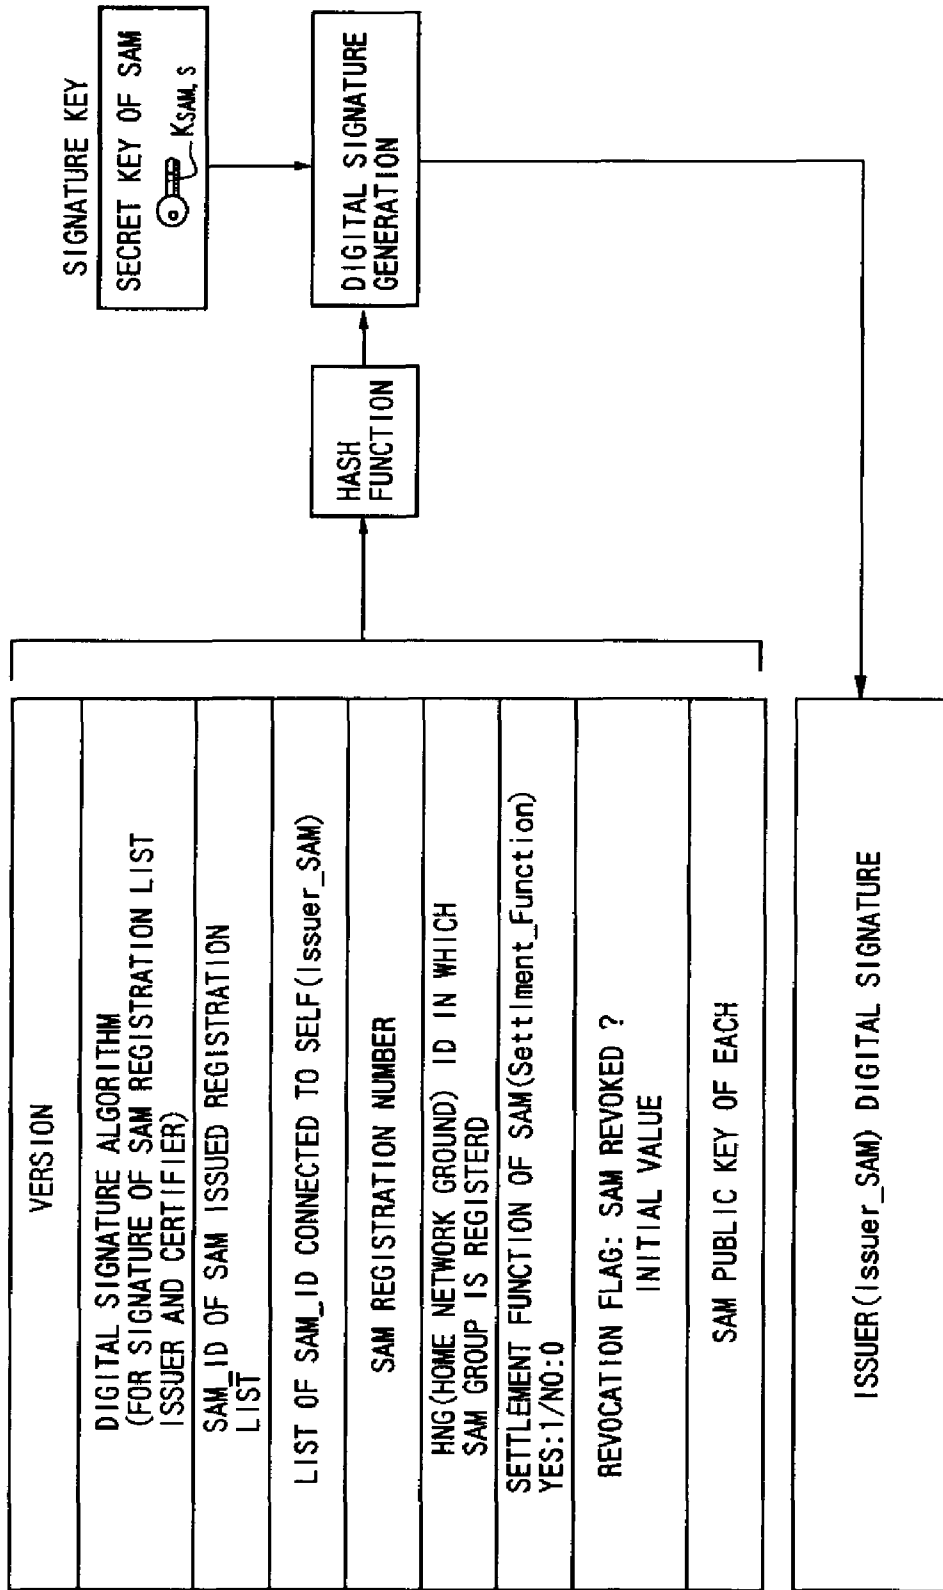 SIGNATURE KEY
SECRET KEY OF SAM
KSAM, S
DIGITAL SIGNATURE
GENERATION
HASH
FUNCTION
VERSION
DIGITAL SIGNATURE ALGORITHM
(FOR SIGNATURE OF SAM REGISTRATION LIST
ISSUER AND CERTIFIER)
SAM_ID OF SAM ISSUED REGISTRATION
LIST
LIST OF SAM_ID CONNECTED TO SELF(Issuer_SAM)
SAM REGISTRATION NUMBER
HNG(HOME NETWORK GROUND) ID IN WHICH
SAM GROUP IS REGISTERD
SETTLEMENT FUNCTION OF SAM(Settlment_Function)
YES:1/NO:0
REVOCATION FLAG: SAM REVOKED ?
INITIAL VALUE
SAM PUBLIC KEY OF EACH
ISSUER(Issuer_SAM) DIGITAL SIGNATURE